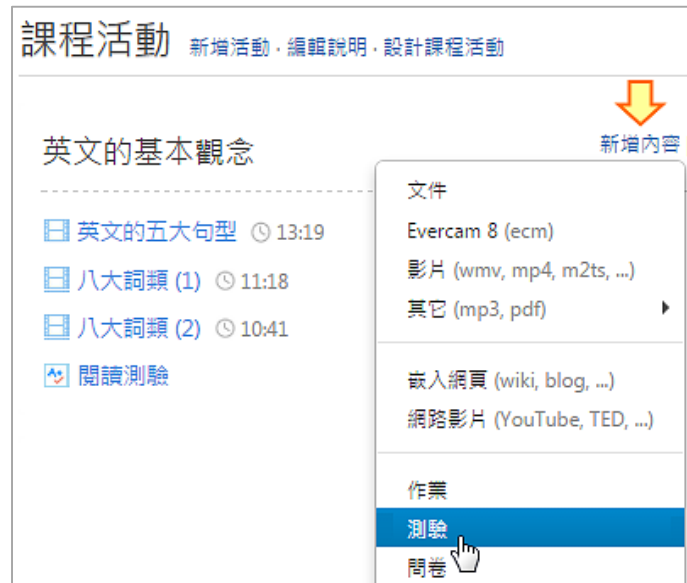 課程活動 新增活動 · 編輯說明 · 設計課程活動
英文的基本觀念
新增內容
英文的五大句型 13:19
八大詞類 (1) 11:18
八大詞類 (2) 10:41
閱讀測驗
文件
Evercam 8 (ecm)
影片 (wmv, mp4, m2ts, ...)
其它 (mp3, pdf)
嵌入網頁 (wiki, blog, ...)
網路影片 (YouTube, TED, ...)
作業
測驗
問卷